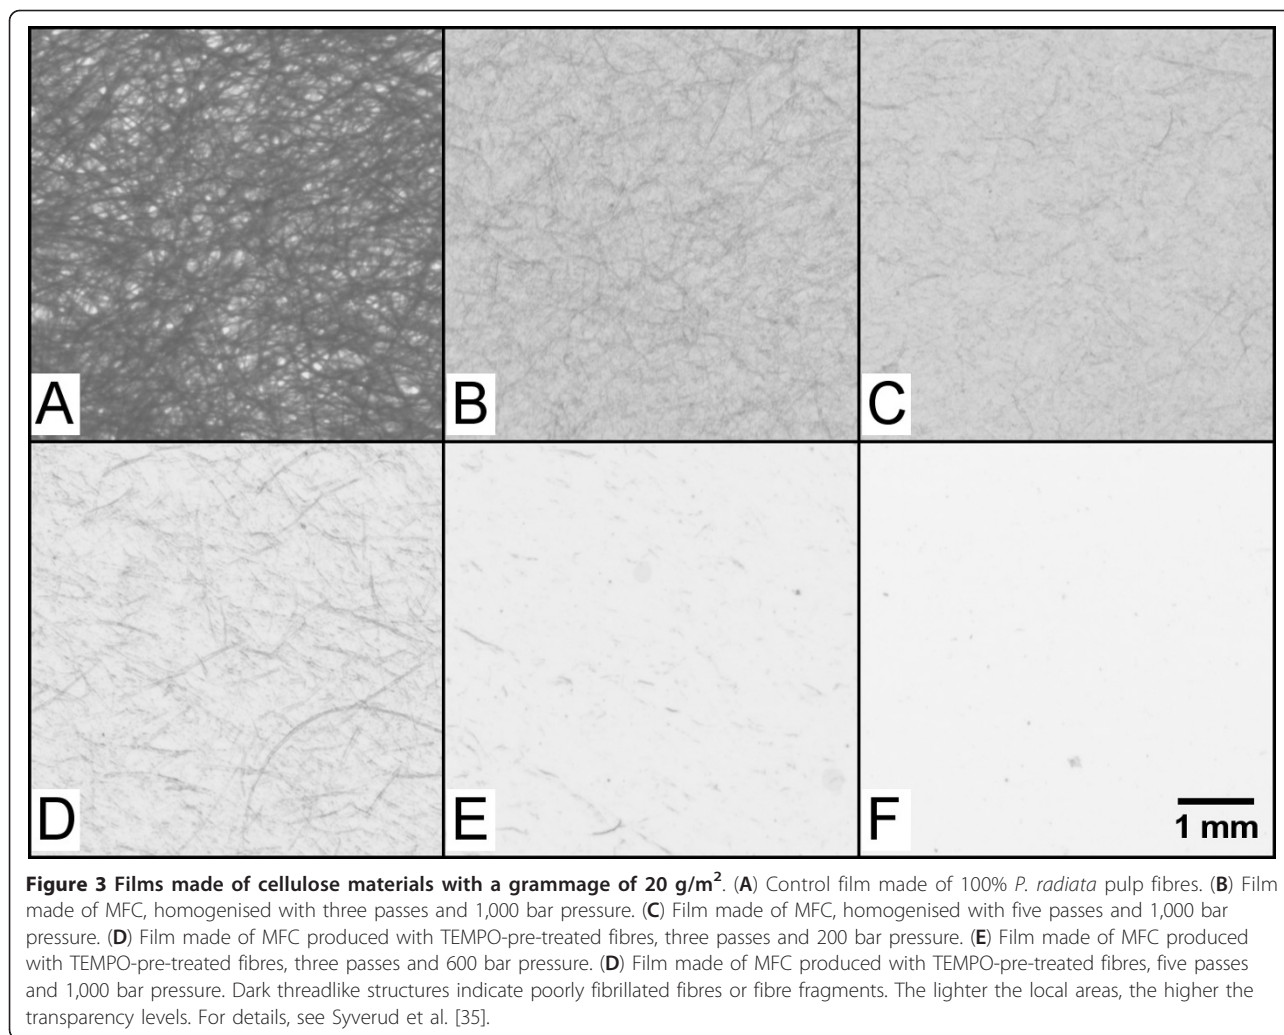 A
B
C
D
E
F
1 mm
Figure 3 Films made of cellulose materials with a grammage of 20 g/m². (A) Control film made of 100% P. radiata pulp fibres. (B) Film
made of MFC, homogenised with three passes and 1,000 bar pressure. (C) Film made of MFC, homogenised with five passes and 1,000 bar
pressure. (D) Film made of MFC produced with TEMPO-pre-treated fibres, three passes and 200 bar pressure. (E) Film made of MFC produced
with TEMPO-pre-treated fibres, three passes and 600 bar pressure. (D) Film made of MFC produced with TEMPO-pre-treated fibres, five passes
and 1,000 bar pressure. Dark threadlike structures indicate poorly fibrillated fibres or fibre fragments. The lighter the local areas, the higher the
transparency levels. For details, see Syverud et al. [35].